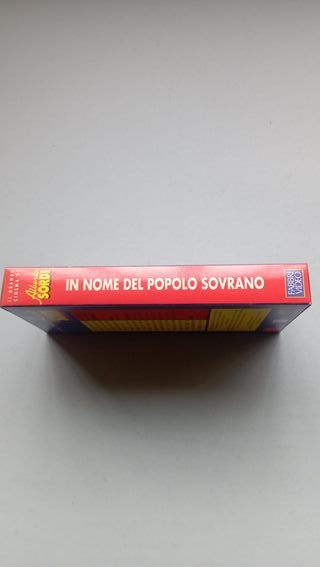 IL GRANDE
CINEMA DI
Alberto
SORDI
IN NOME DEL POPOLO SOVRANO
FABBRI
VIDEO